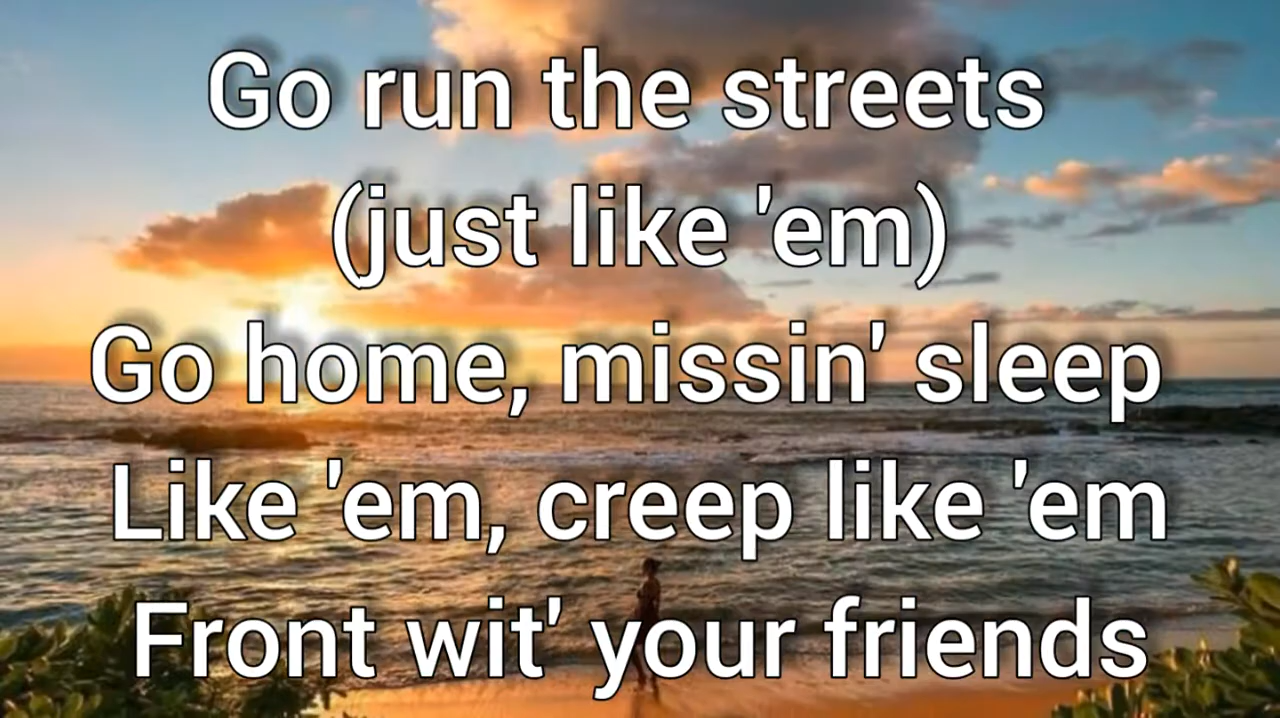 Go run the streets
(just like 'em)
Go home, missin' sleep
Like 'em, creep like 'em
Front wit' your friends